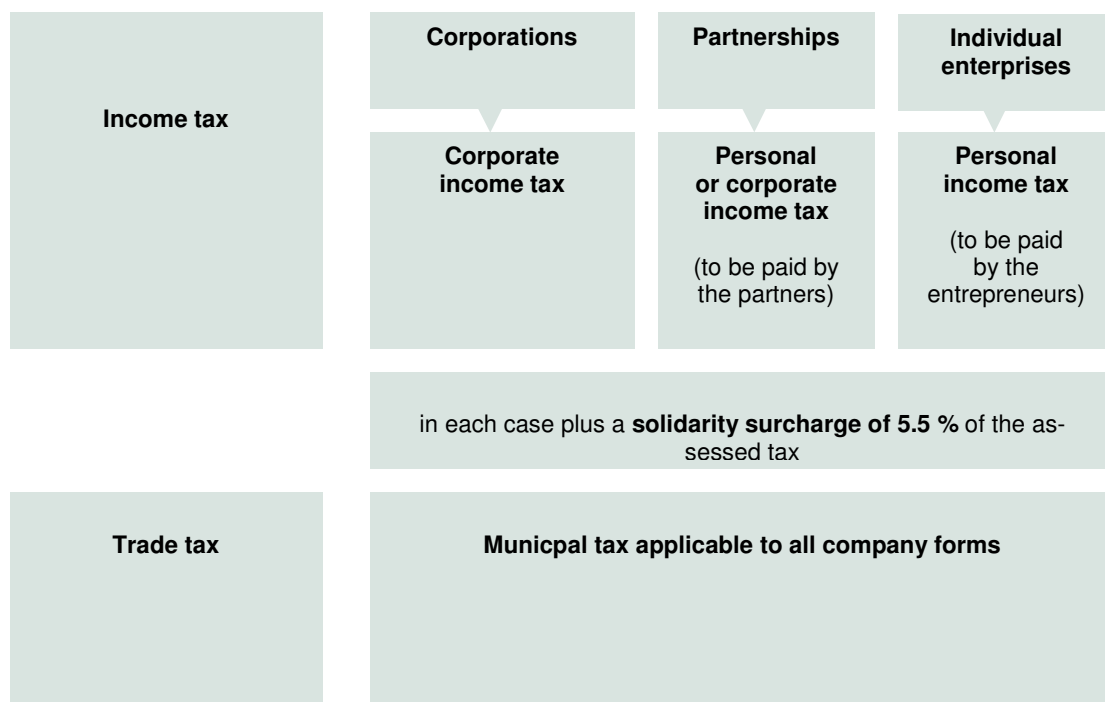 Income tax
Corporations
Partnerships
Individual
enterprises
Corporate
income tax
Personal
or corporate
income tax
(to be paid by
the partners)
Personal
income tax
(to be paid
by the
entrepreneurs)
in each case plus a solidarity surcharge of 5.5 % of the as-
sessed tax
Trade tax
Municpal tax applicable to all company forms